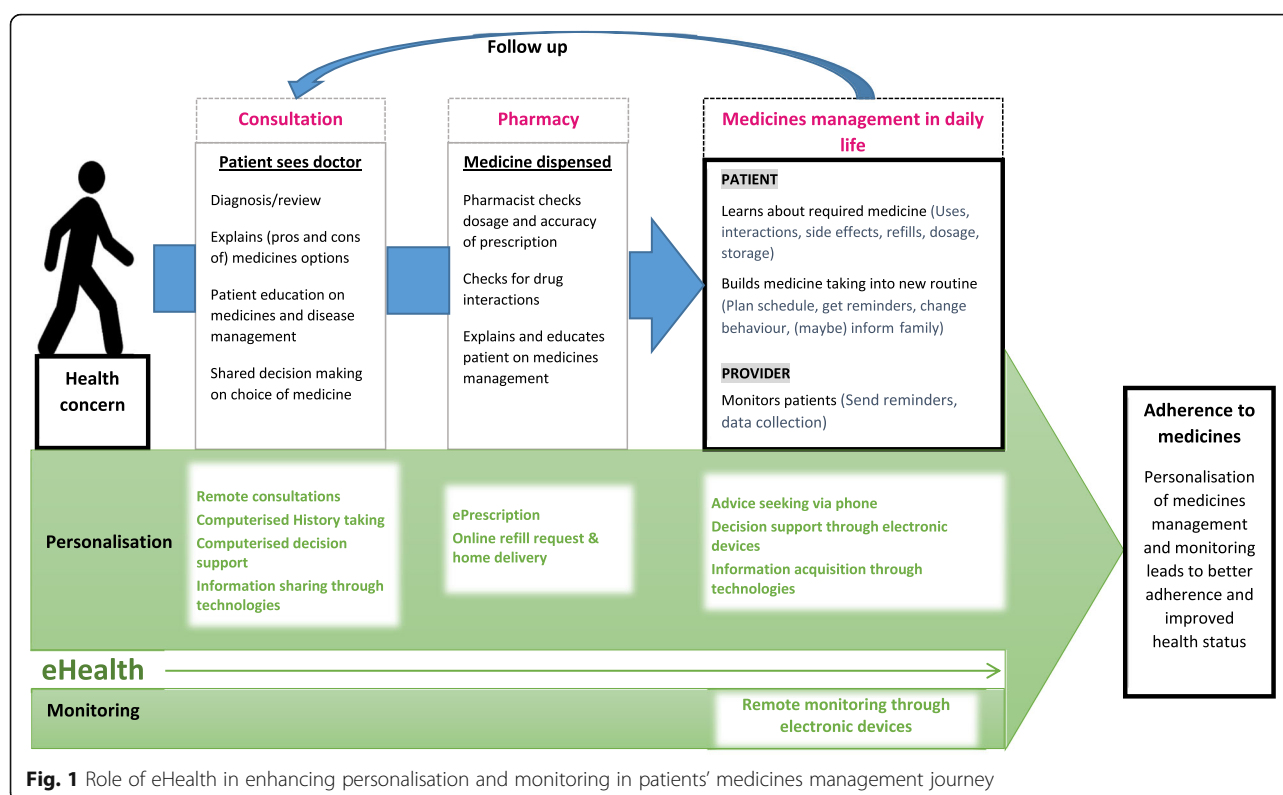 Follow up
Consultation
Patient sees doctor
Diagnosis/review
Explains (pros and cons
of) medicines options
Patient education on
medicines and disease
management
Shared decision making
on choice of medicine
Pharmacy
Medicine dispensed
Pharmacist checks
dosage and accuracy
of prescription
Checks for drug
interactions
Explains and educates
patient on medicines
management
Medicines management in daily
life
PATIENT
Learns about required medicine (Uses,
interactions, side effects, refills, dosage,
storage)
Builds medicine taking into new routine
(Plan schedule, get reminders, change
behaviour, (maybe) inform family)
PROVIDER
Monitors patients (Send reminders,
data collection)
Health
concern
Personalisation
Remote consultations
Computerised History taking
Computerised decision
support
Information sharing through
technologies
ePrescription
Online refill request &
home delivery
Advice seeking via phone
Decision support through electronic
devices
Information acquisition through
technologies
eHealth
Monitoring
Remote monitoring through
electronic devices
Adherence to
medicines
Personalisation
of medicines
management
and monitoring
leads to better
adherence and
improved
health status
Fig. 1 Role of eHealth in enhancing personalisation and monitoring in patients’ medicines management journey